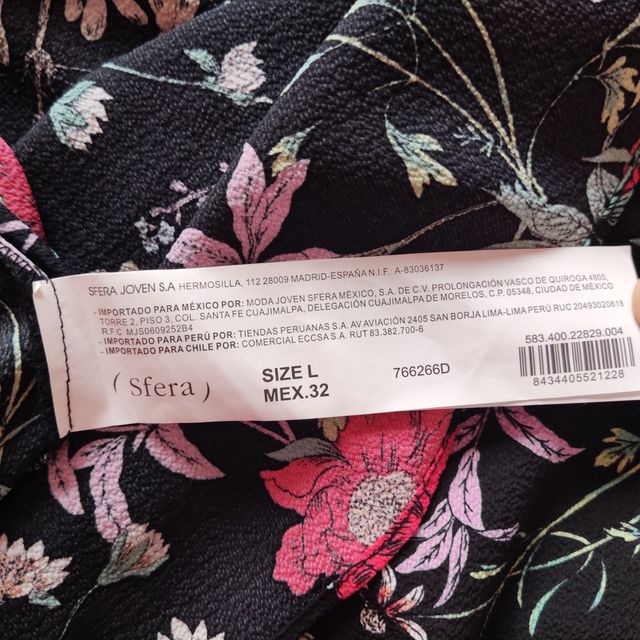 SFERA JOVEN S.A HERMOSILLA, 112 28009 MADRID-ESPAÑA N.I.F. A-83036137
- IMPORTADO PARA MÉXICO POR: MODA JOVEN SFERA MÉXICO, S.A. DE C.V. PROLONGACIÓN VASCO DE QUIROGA 4800,
TORRE 2, PISO 3, COL. SANTA FE CUAJIMALPA, DELEGACIÓN CUAJIMALPA DE MORELOS, C.P. 05348, CIUDAD DE MÉXICO
R.F.C MJS0609252B4
- IMPORTADO PARA PERÚ POR: TIENDAS PERUANAS S.A. AV AVIACIÓN 2405 SAN BORJA LIMA-LIMA PERÚ RUC 20493020618
- IMPORTADO PARA CHILE POR: COMERCIAL ECCSA S.A. RUT 83.382.700-6
(Sfera)
SIZE L
MEX.32
766266D
583.400.22829.004
8434405521228